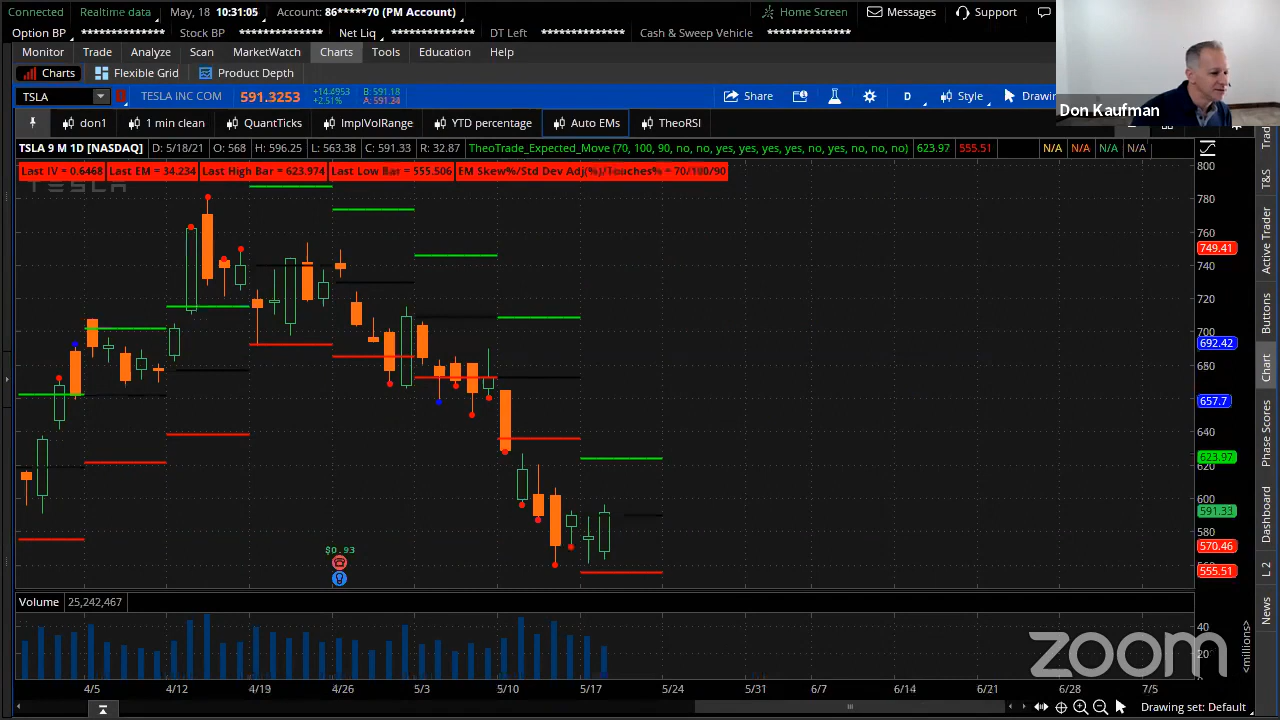 Connected Realtime data May, 18 10:31:05 Account: 86*****70 (PM Account) Home Screen Messages Support
Option BP ************** Stock BP ************** Net Liq ************** DT Left ************** Cash & Sweep Vehicle **************
Monitor Trade Analyze Scan MarketWatch Charts Tools Education Help
Charts Flexible Grid Product Depth
TSLA TESLA INC COM 591.3253 +14.4953 +2.51% B: 591.18 A: 591.24 Share D Style Drawin
Don Kaufman
don1 1 min clean QuantTicks ImplVolRange YTD percentage Auto EMs TheoRSI
TSLA 9 M 1D [NASDAQ] D: 5/18/21 O: 568 H: 596.25 L: 563.38 C: 591.33 R: 32.87 TheoTrade_Expected_Move (70, 100, 90, no, no, yes, yes, yes, yes, no, yes, no, no, no) 623.97 555.51 N/A N/A N/A N/A
Last IV = 0.6468 Last EM = 34.234 Last High Bar = 623.974 Last Low Bar = 555.506 EM Skew%/Std Dev Adj(%)/Touches% = 70/100/90
TESLA
800
780
760
749.41
740
720
700
692.42
680
660
657.7
640
623.97
620
600
591.33
580
570.46
555.51
$0.93
Volume 25,242,467
40
20
<millions>
zoom
4/5 4/12 4/19 4/26 5/3 5/10 5/17 5/24 5/31 6/7 6/14 6/21 6/28 7/5
Drawing set: Default
Trad
T&S
Active Trader
Buttons
Chart
Phase Scores
Dashboard
L 2
News